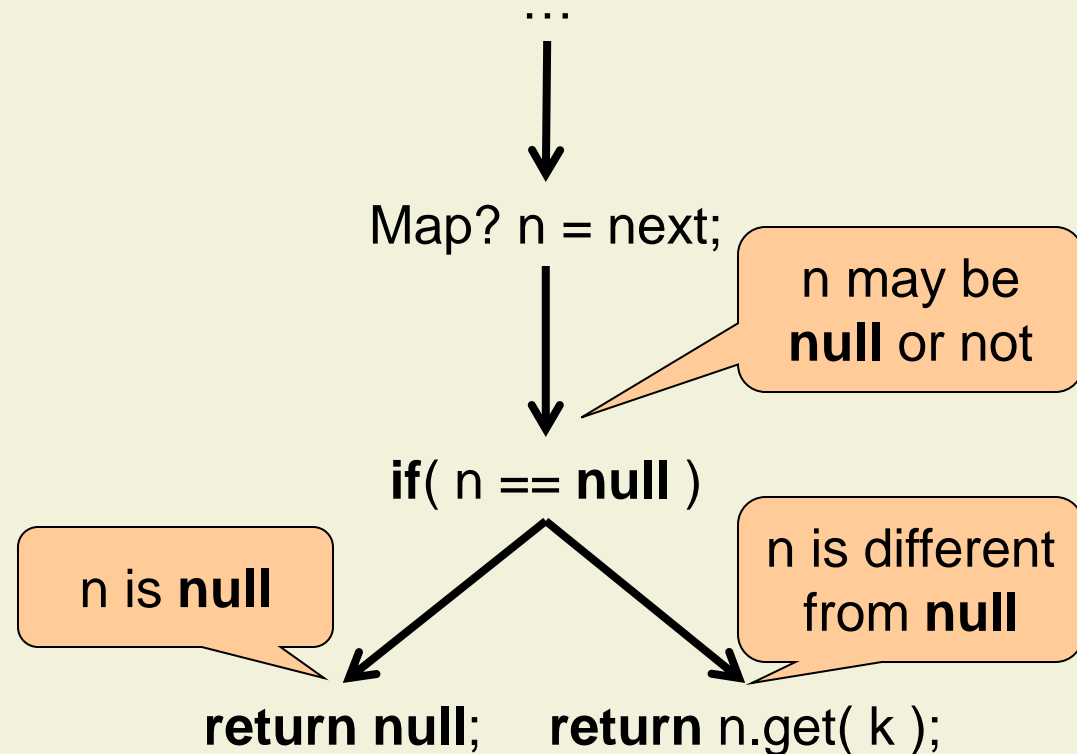 ...
Map? n = next;
n may be
null or not
if( n == null )
n is null
n is different
from null
return null;
return n.get( k );